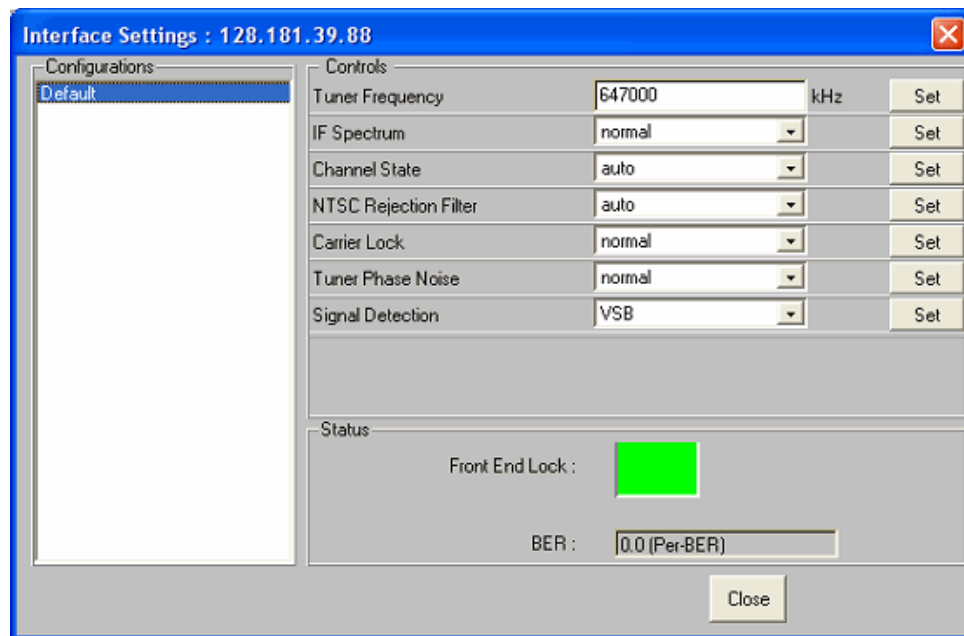 Interface Settings : 128.181.39.88
Configurations
Default
Controls
Tuner Frequency 647000 kHz Set
IF Spectrum normal Set
Channel State auto Set
NTSC Rejection Filter auto Set
Carrier Lock normal Set
Tuner Phase Noise normal Set
Signal Detection VSB Set
Status
Front End Lock :
BER : 0.0 (Per-BER)
Close